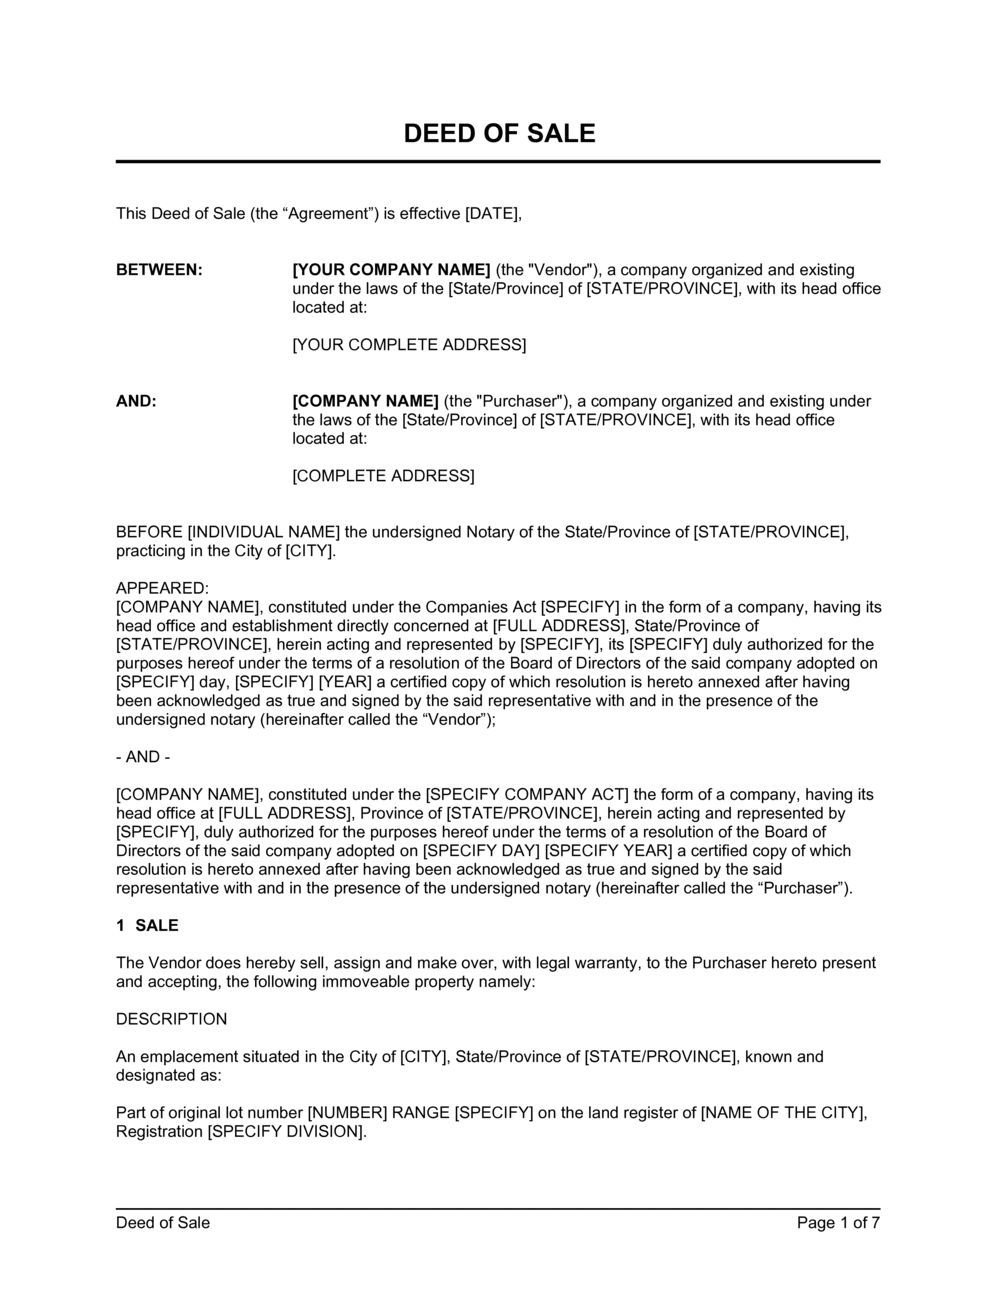 DEED OF SALE
This Deed of Sale (the “Agreement”) is effective [DATE],
BETWEEN: [YOUR COMPANY NAME] (the "Vendor"), a company organized and existing
under the laws of the [State/Province] of [STATE/PROVINCE], with its head office
located at:
[YOUR COMPLETE ADDRESS]
AND: [COMPANY NAME] (the "Purchaser"), a company organized and existing under
the laws of the [State/Province] of [STATE/PROVINCE], with its head office
located at:
[COMPLETE ADDRESS]
BEFORE [INDIVIDUAL NAME] the undersigned Notary of the State/Province of [STATE/PROVINCE],
practicing in the City of [CITY].
APPEARED:
[COMPANY NAME], constituted under the Companies Act [SPECIFY] in the form of a company, having its
head office and establishment directly concerned at [FULL ADDRESS], State/Province of
[STATE/PROVINCE], herein acting and represented by [SPECIFY], its [SPECIFY] duly authorized for the
purposes hereof under the terms of a resolution of the Board of Directors of the said company adopted on
[SPECIFY] day, [SPECIFY] [YEAR] a certified copy of which resolution is hereto annexed after having
been acknowledged as true and signed by the said representative with and in the presence of the
undersigned notary (hereinafter called the “Vendor”);
- AND -
[COMPANY NAME], constituted under the [SPECIFY COMPANY ACT] the form of a company, having its
head office at [FULL ADDRESS], Province of [STATE/PROVINCE], herein acting and represented by
[SPECIFY], duly authorized for the purposes hereof under the terms of a resolution of the Board of
Directors of the said company adopted on [SPECIFY DAY] [SPECIFY YEAR] a certified copy of which
resolution is hereto annexed after having been acknowledged as true and signed by the said
representative with and in the presence of the undersigned notary (hereinafter called the “Purchaser”).
1 SALE
The Vendor does hereby sell, assign and make over, with legal warranty, to the Purchaser hereto present
and accepting, the following immoveable property namely:
DESCRIPTION
An emplacement situated in the City of [CITY], State/Province of [STATE/PROVINCE], known and
designated as:
Part of original lot number [NUMBER] RANGE [SPECIFY] on the land register of [NAME OF THE CITY],
Registration [SPECIFY DIVISION].
Deed of Sale Page 1 of 7